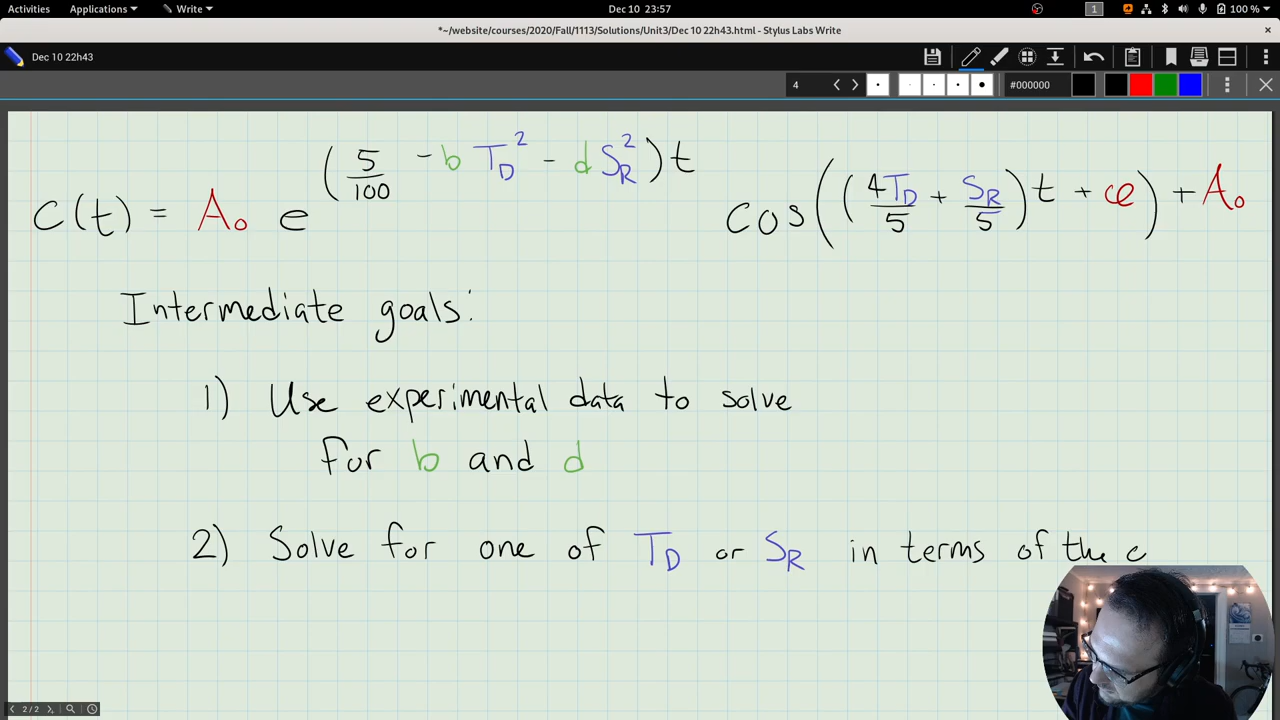 Activities Applications Write Dec 10 23:57 1 100 %
*~/website/courses/2020/Fall/1113/Solutions/Unit3/Dec 10 22h43.html - Stylus Labs Write
Dec 10 22h43
4 #000000
C(t) = A₀ e^((5/100 - b T_D² - d S_R²) t) cos((4T_D/5 + S_R/5) t + φ) + A₀
Intermediate goals:
1) Use experimental data to solve
for b and d
2) Solve for one of T_D or S_R in terms of the c
2/2